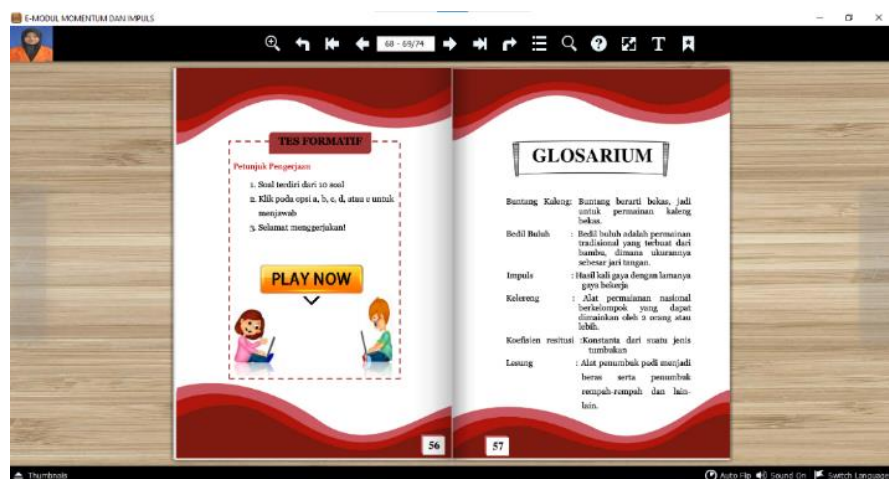 E-MODUL MOMENTUM DAN IMPULS
68 - 69/74
TES FORMATIF
Petunjuk Pengerjaan
1. Soal terdiri dari 10 soal
2. Klik pada opsi a, b, c, d, atau e untuk
menjawab
3. Selamat menggerjakan!
PLAY NOW
56
GLOSARIUM
Buntang Kaleng: Buntang berarti bekas, jadi
untuk permainan kaleng
bekas.
Bedil Buluh : Bedil buluh adalah permainan
tradisional yang terbuat dari
bambu, dimana ukurannya
sebesar jari tangan.
Impuls : Hasil kali gaya dengan lamanya
gaya bekerja
Kelereng : Alat permaianan nasional
berkelompok yang dapat
dimainkan oleh 2 orang atau
lebih.
Koefisien resitusi :Konstanta dari suatu jenis
tumbukan
Lesung : Alat penumbuk padi menjadi
beras serta penumbuk
rempah-rempah dan lain-
lain.
57
Thumbnails
Auto Flip
Sound On
Switch Language